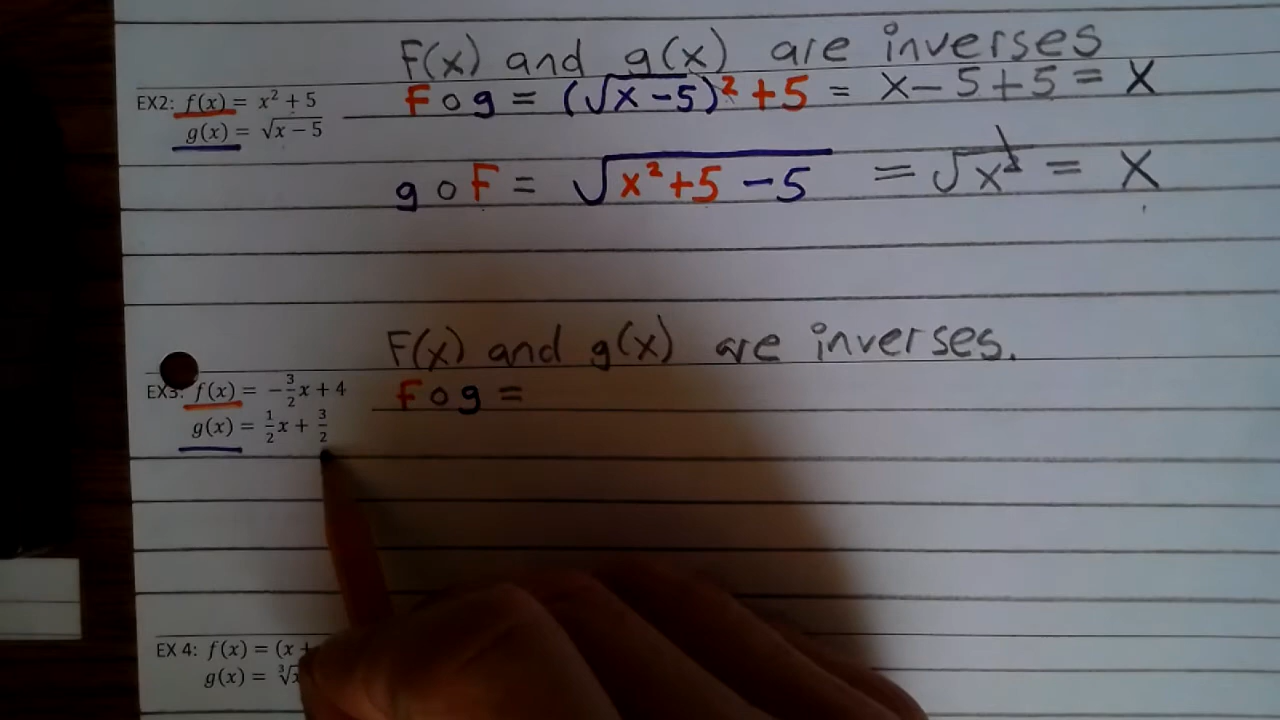 F(x) and g(x) are inverses
EX2: f(x) = x² + 5
F o g = (√x – 5)² + 5 = x – 5 + 5 = x
g(x) = √x − 5
g o F = √x² + 5 – 5 = √x² = x
F(x) and g(x) are inverses.
EX3: f(x) = −3/2x + 4
F o g =
g(x) = 1/2x + 3/2
EX 4: f(x) = (x +
g(x) = ∛x